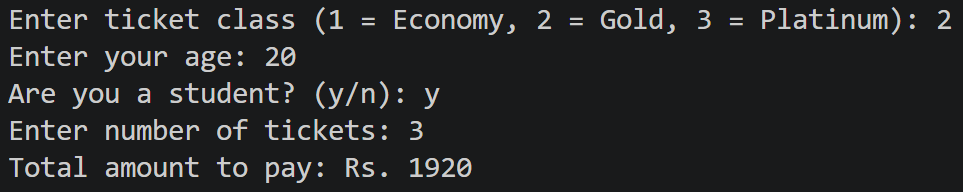 Enter ticket class (1 = Economy, 2 = Gold, 3 = Platinum): 2
Enter your age: 20
Are you a student? (y/n): y
Enter number of tickets: 3
Total amount to pay: Rs. 1920